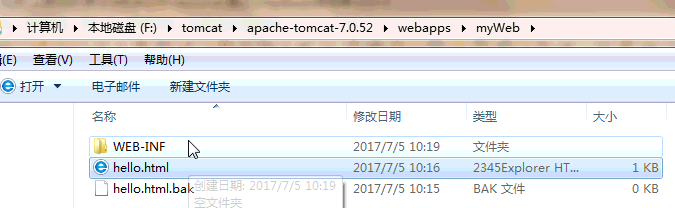 计算机 本地磁盘 (F:) tomcat apache-tomcat-7.0.52 webapps myWeb
(E) 查看(V) 工具(T) 帮助(H)
打开 电子邮件 新建文件夹
名称 修改日期 类型 大小
WEB-INF 2017/7/5 10:19 文件夹
hello.html 2017/7/5 10:16 2345Explorer HT... 1 KB
hello.html.bak 2017/7/5 10:15 BAK 文件 0 KB
创建日期: 2017/7/5 10:19
空文件夹